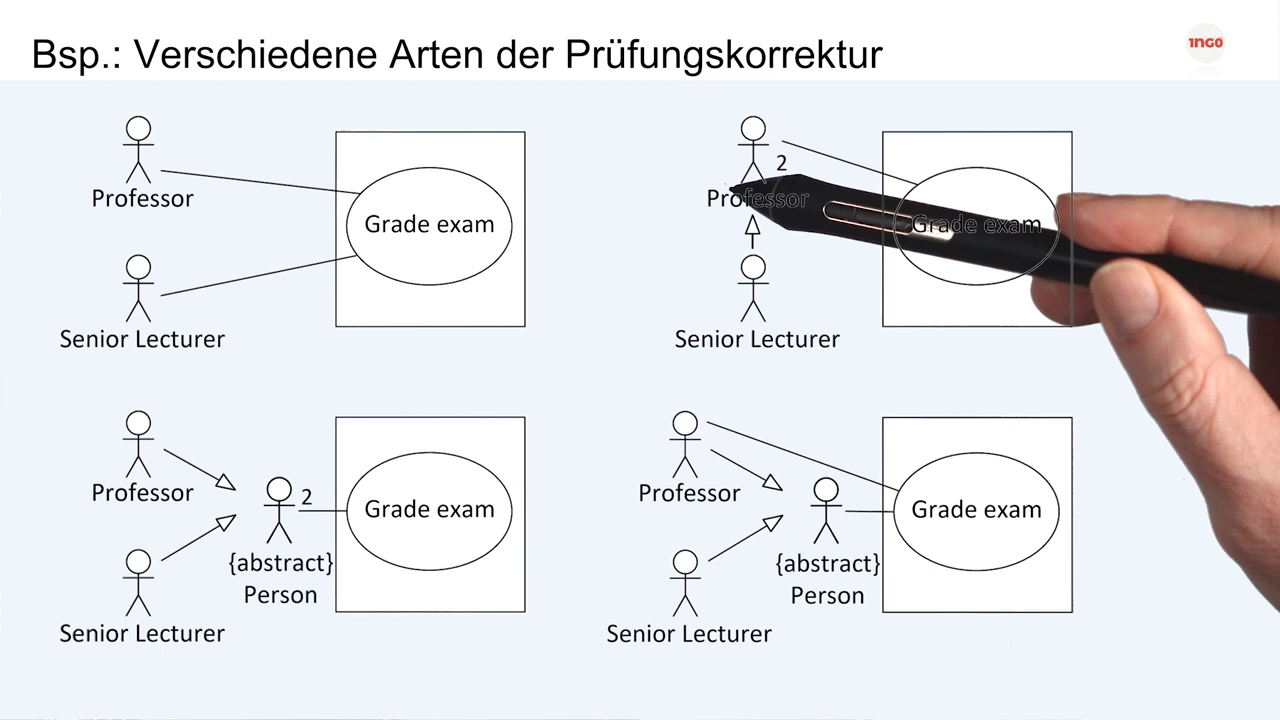 Bsp.: Verschiedene Arten der Prüfungskorrektur
1NGO
Professor
Grade exam
Senior Lecturer
2
Professor
Grade exam
Senior Lecturer
Professor
2
Grade exam
{abstract}
Person
Senior Lecturer
Professor
Grade exam
{abstract}
Person
Senior Lecturer